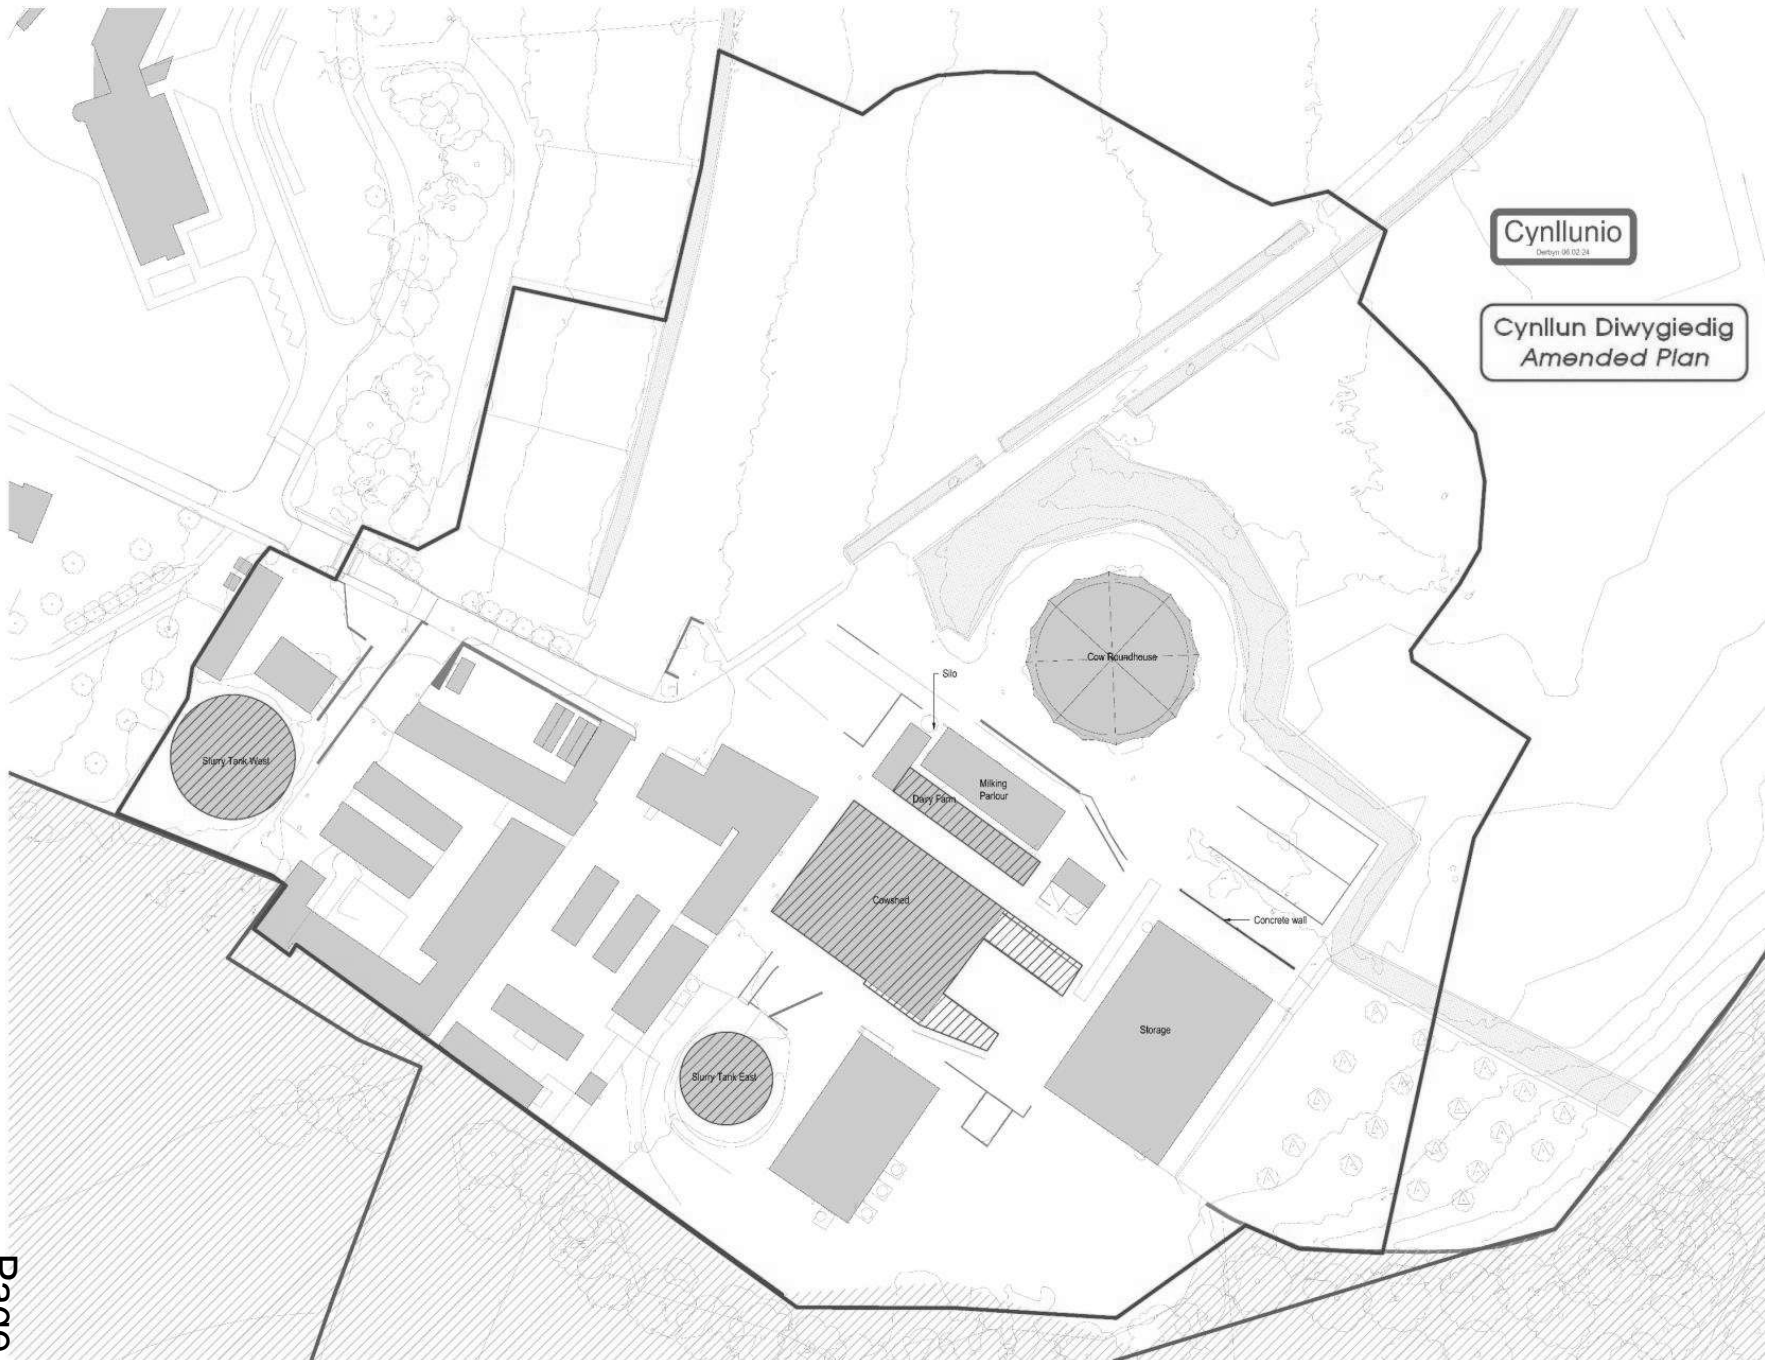 Cynllunio
Derbyn 06.02.24
Cynllun Diwygiedig
Amended Plan
Cow Roundhouse
Silo
Slurry Tank West
Milking
Parlour
Dairy Farm
Cowshed
Concrete wall
Storage
Slurry Tank East
Page